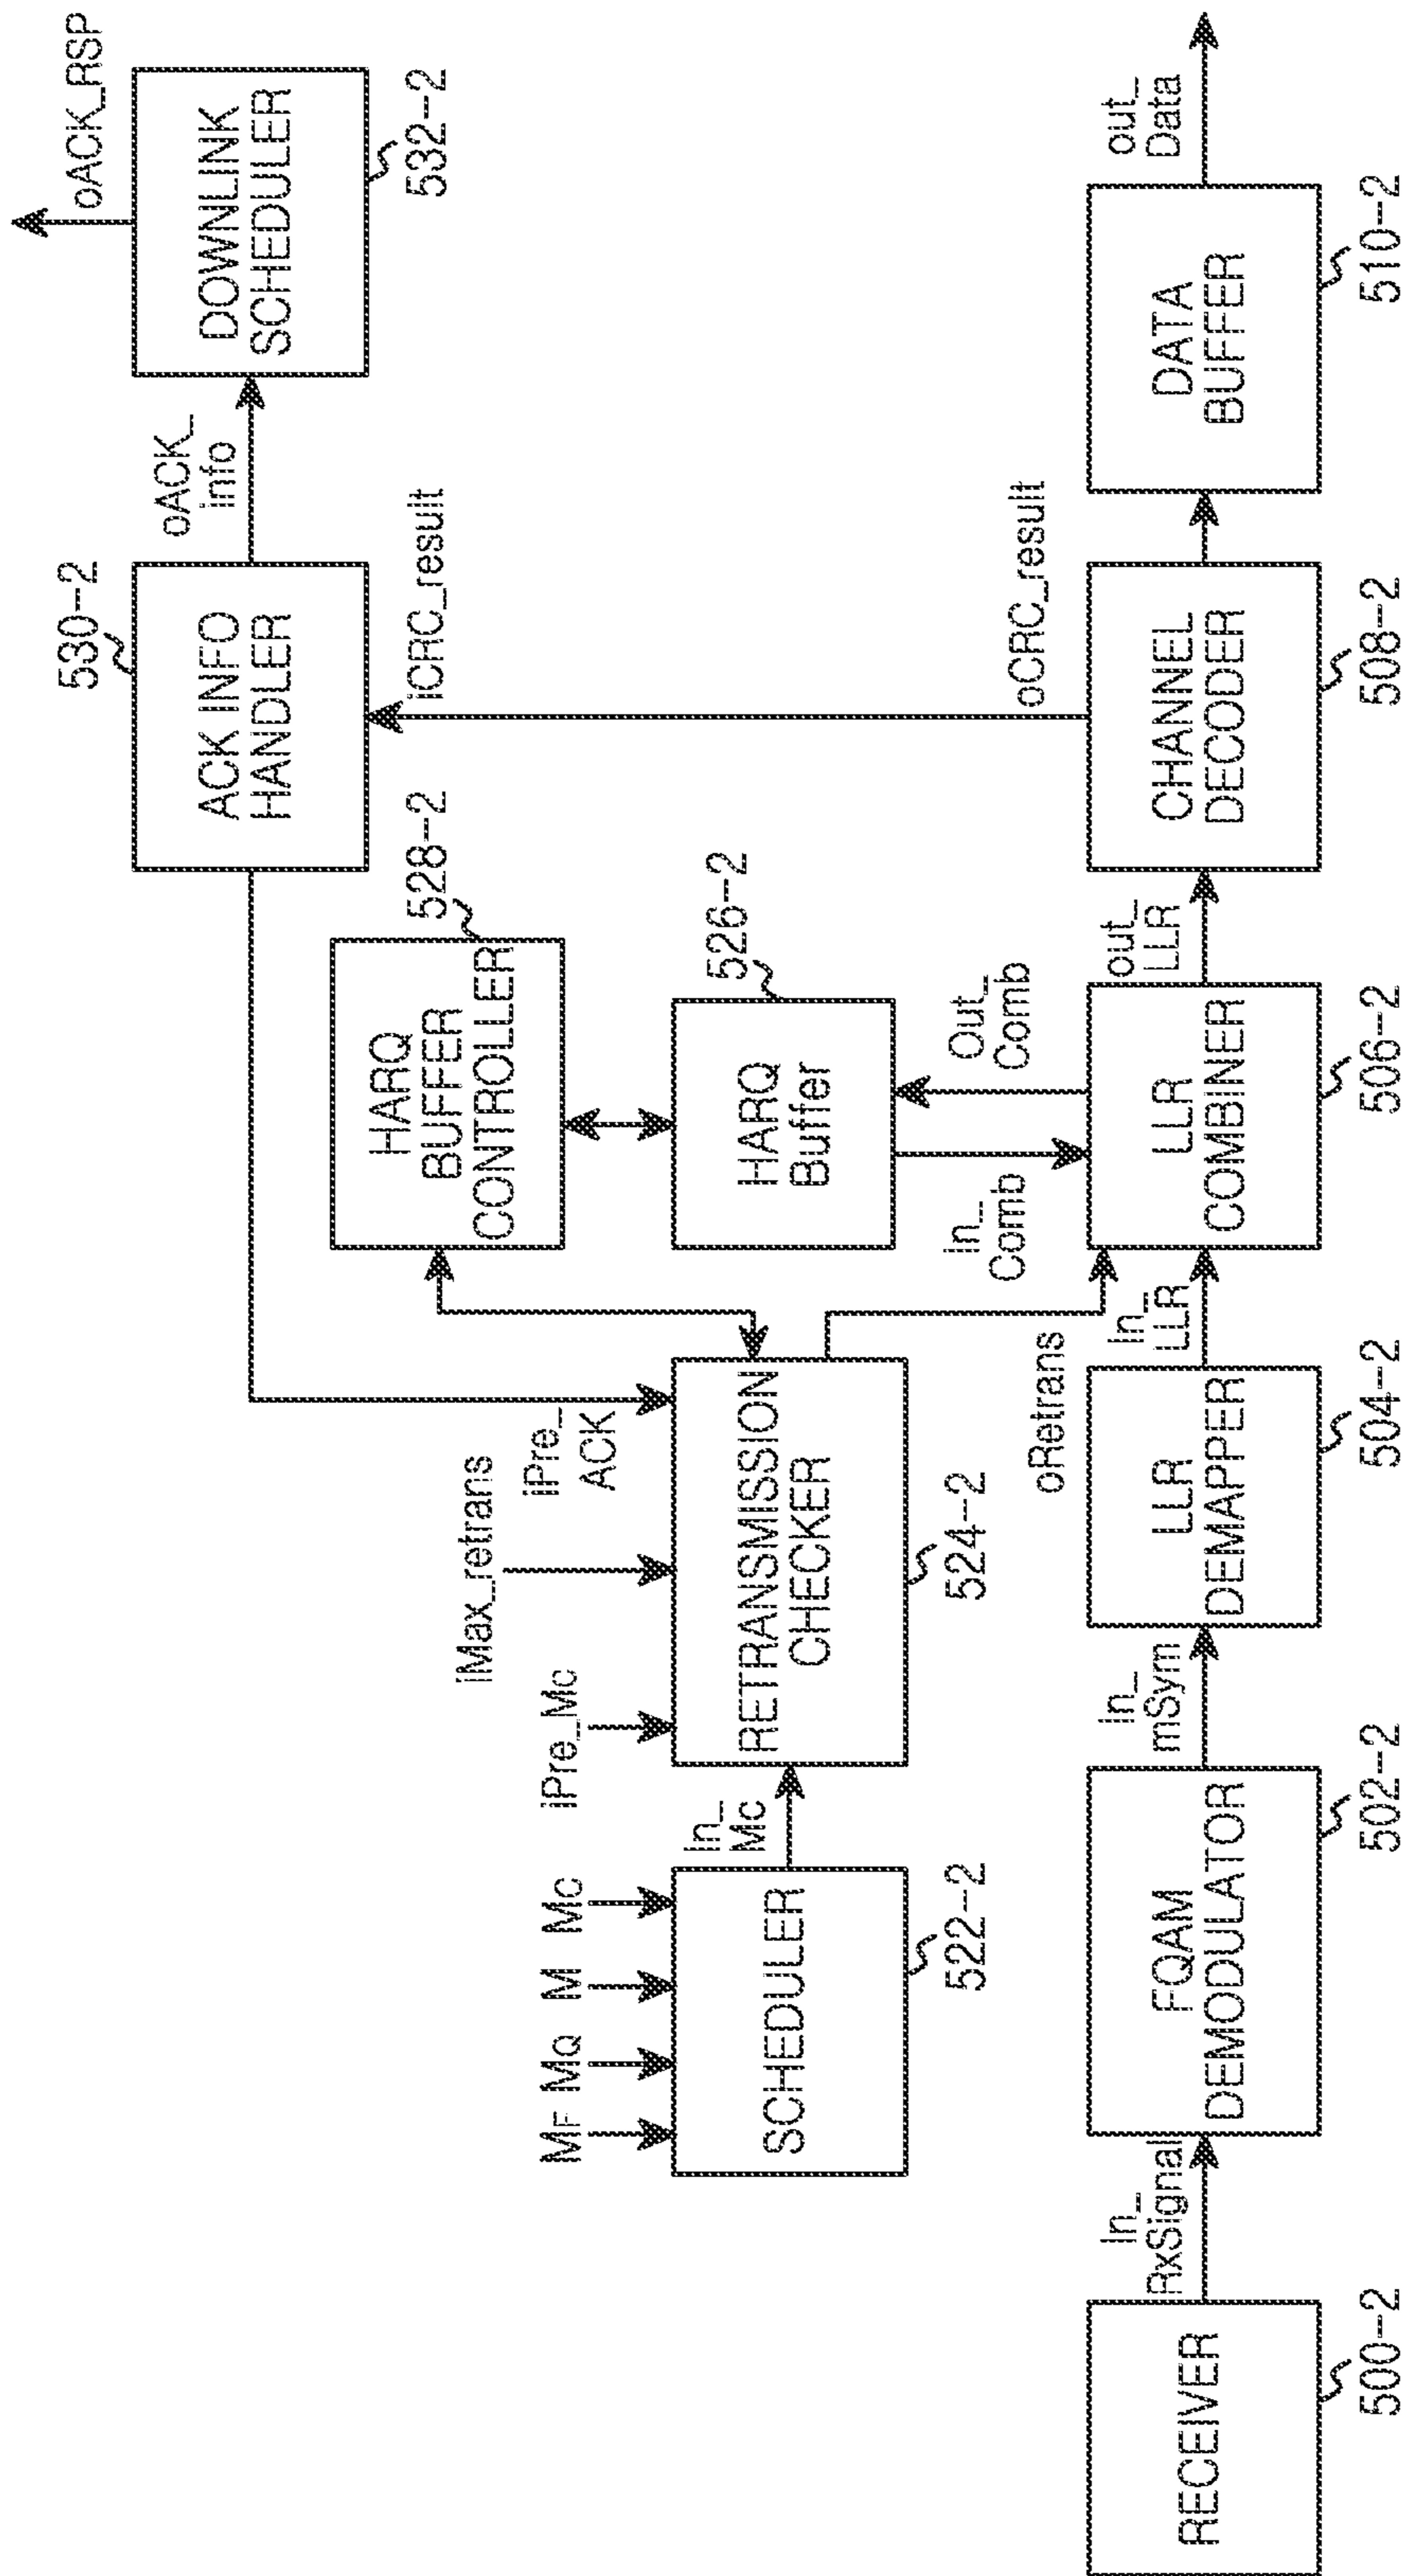 oACK_RSP
DOWNLINK
SCHEDULER
532-2
oACK_
info
530-2
ACK INFO
HANDLER
iCRC_result
528-2
HARQ
BUFFER
CONTROLLER
526-2
HARQ
Buffer
iMax_retrans
iPre_
ACK
iPre_Mc
MF
MQ
M
Mc
SCHEDULER
522-2
In_
Mc
RETRANSMISSION
CHECKER
524-2
oRetrans
In_
Comb
Out_
Comb
oCRC_result
RECEIVER
500-2
In_
RxSignal
FQAM
DEMODULATOR
502-2
In_
mSym
LLR
DEMAPPER
504-2
In_
LLR
LLR
COMBINER
506-2
out_
LLR
CHANNEL
DECODER
508-2
DATA
BUFFER
510-2
out_
Data